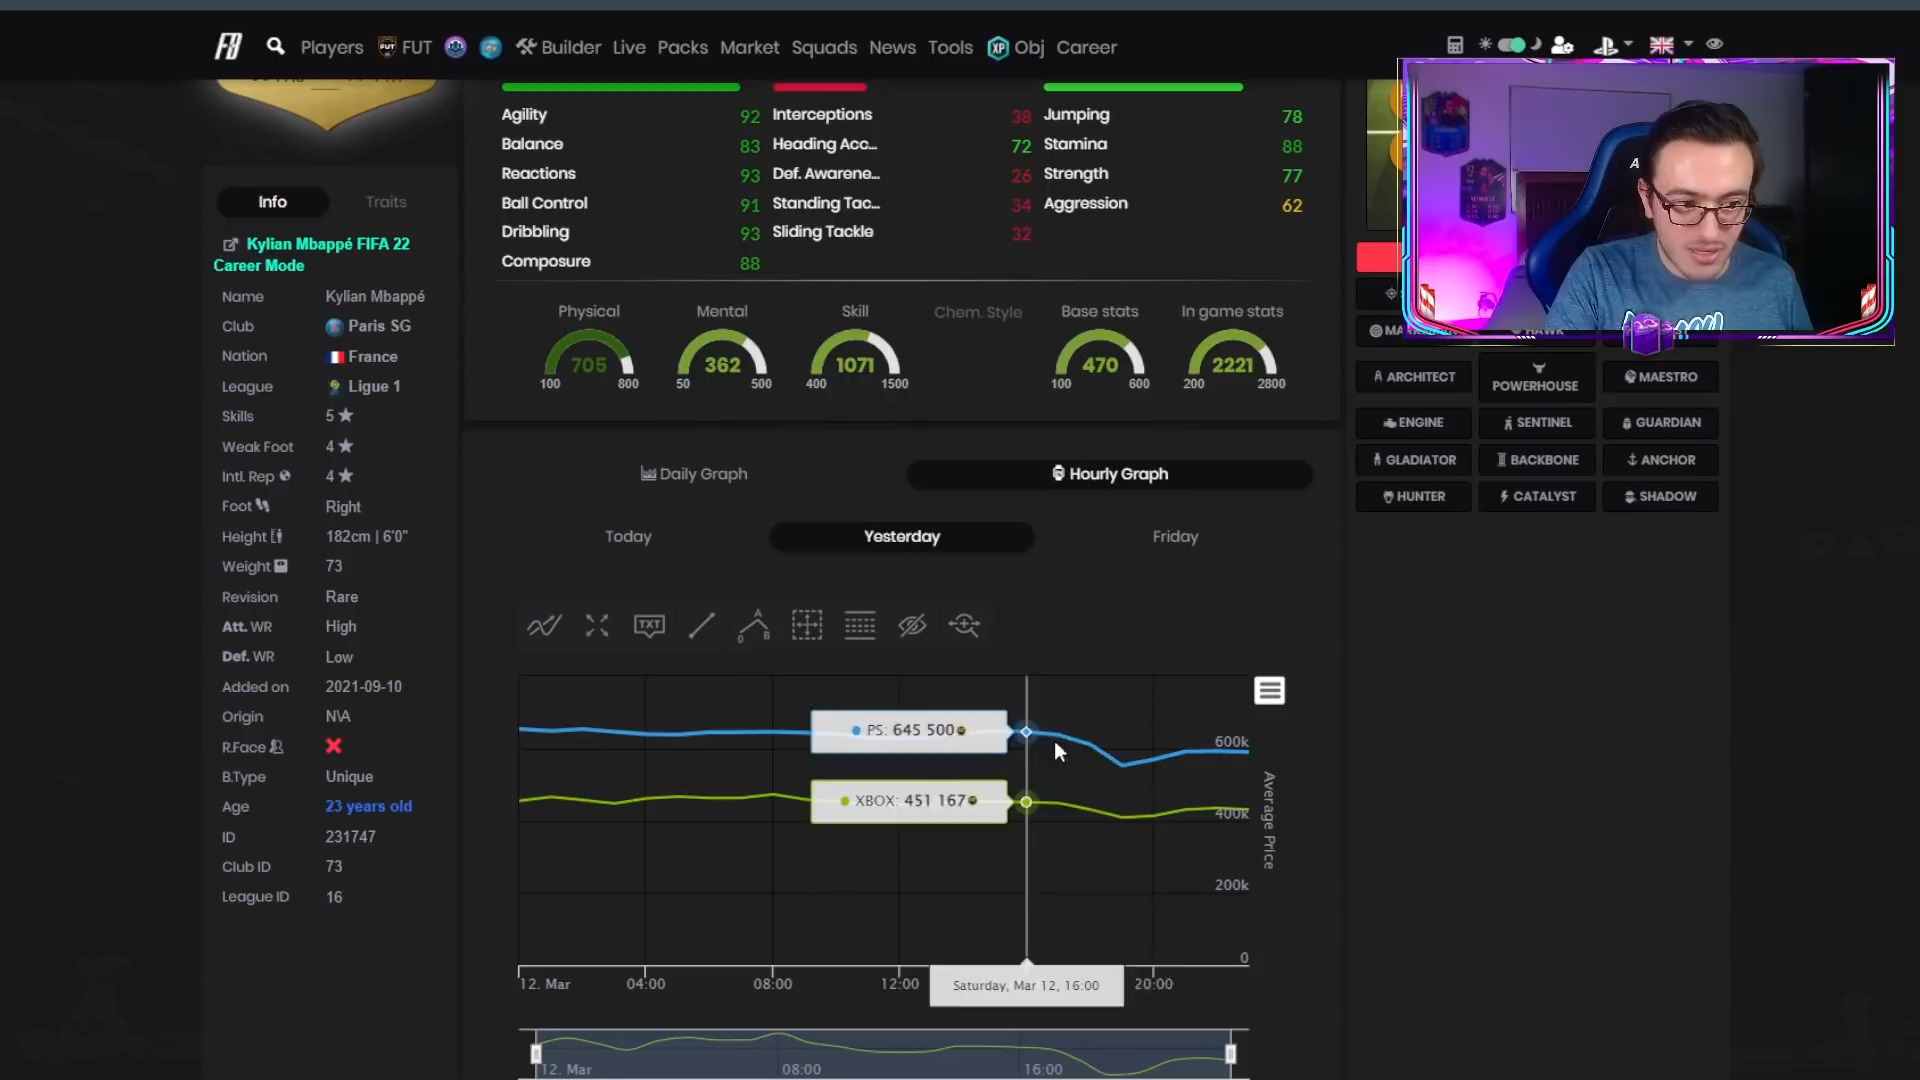 Players FUT Builder Live Packs Market Squads News Tools XP Obj Career
Agility 92 Interceptions 38 Jumping 78
Balance 83 Heading Acc... 72 Stamina 88
Reactions 93 Def. Awarene... 26 Strength 77
Ball Control 91 Standing Tac... 34 Aggression 62
Dribbling 93 Sliding Tackle 32
Composure 88
Physical Mental Skill Chem. Style Base stats In game stats
705 362 1071 470 2221
100 800 50 500 400 1500 100 600 200 2800
Info Traits
Kylian Mbappé FIFA 22
Career Mode
Name Kylian Mbappé
Club Paris SG
Nation France
League Ligue 1
Skills 5
Weak Foot 4
Intl. Rep 4
Foot Right
Height 182cm | 6'0"
Weight 73
Revision Rare
Att. WR High
Def. WR Low
Added on 2021-09-10
Origin N\A
R.Face
B.Type Unique
Age 23 years old
ID 231747
Club ID 73
League ID 16
ARCHITECT POWERHOUSE MAESTRO
ENGINE SENTINEL GUARDIAN
GLADIATOR BACKBONE ANCHOR
HUNTER CATALYST SHADOW
Daily Graph Hourly Graph
Today Yesterday Friday
TXT
PS: 645 500
XBOX: 451 167
600k
400k
200k
0
Average Price
12. Mar 04:00 08:00 12:00 Saturday, Mar 12, 16:00 20:00
12. Mar 08:00 16:00